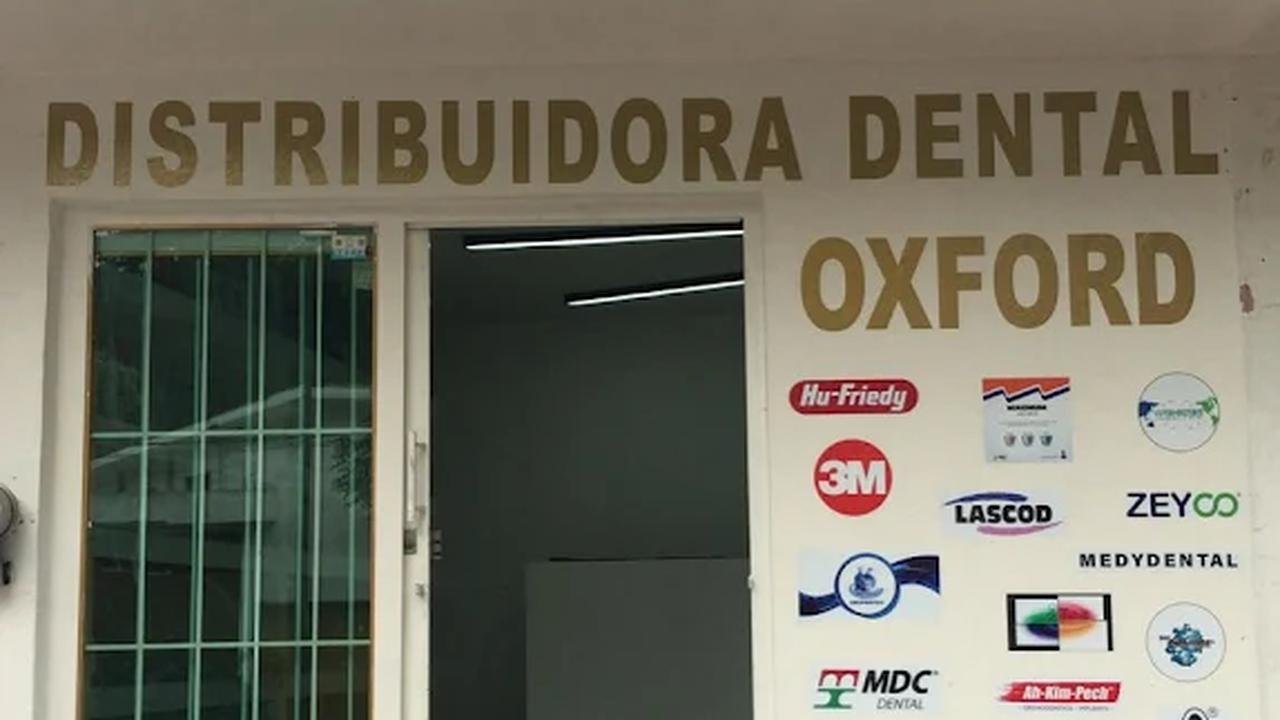 DISTRIBUIDORA DENTAL
OXFORD
Hu-Friedy
3M
LASCOD
ZEYCO
MEDYDENTAL
MDC
DENTAL
Ah-Kim-Pech